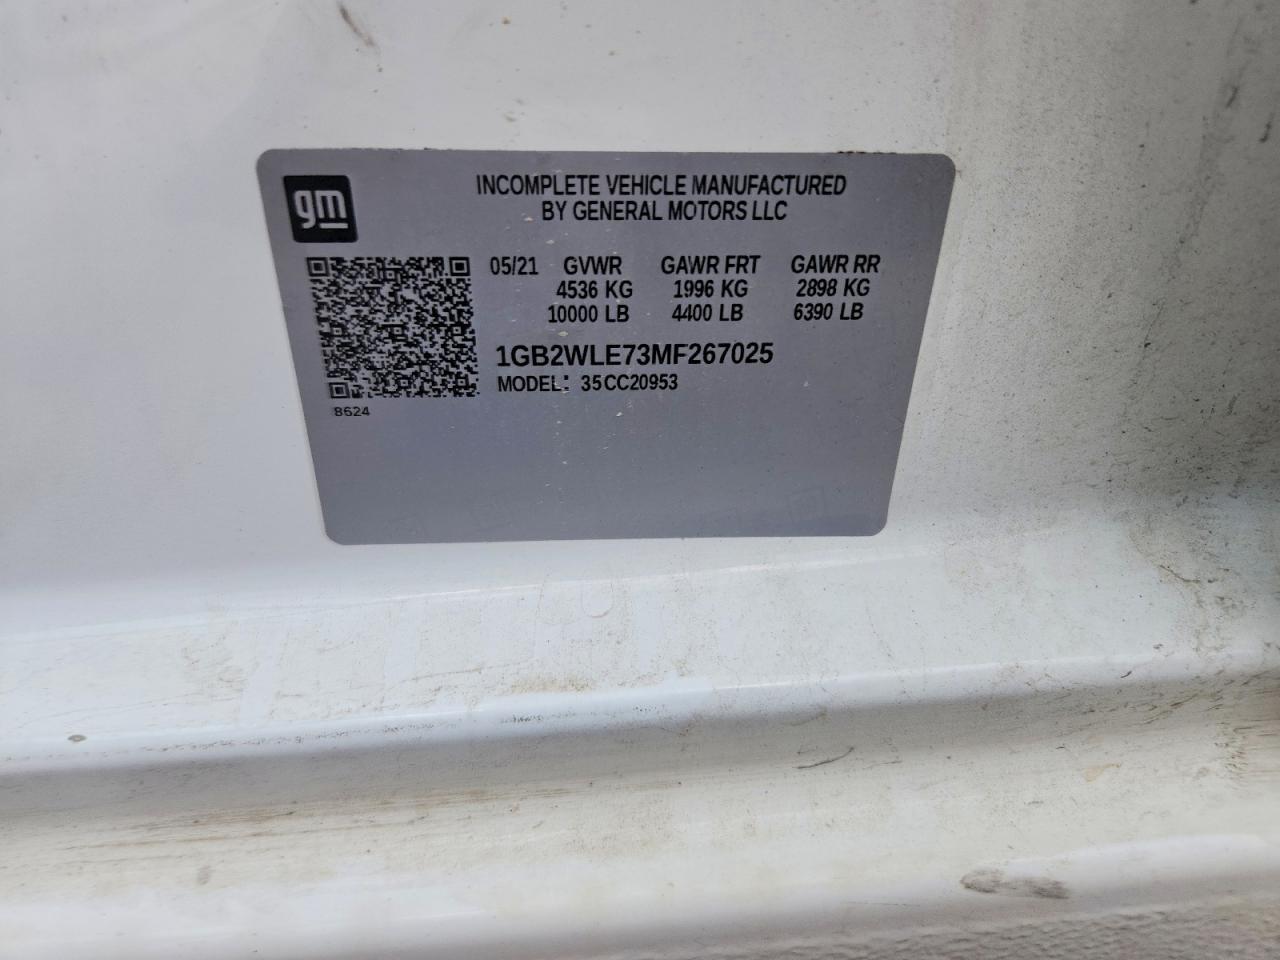 gm
INCOMPLETE VEHICLE MANUFACTURED
BY GENERAL MOTORS LLC
05/21 GVWR GAWR FRT GAWR RR
4536 KG 1996 KG 2898 KG
10000 LB 4400 LB 6390 LB
1GB2WLE73MF267025
MODEL: 35CC20953
8624